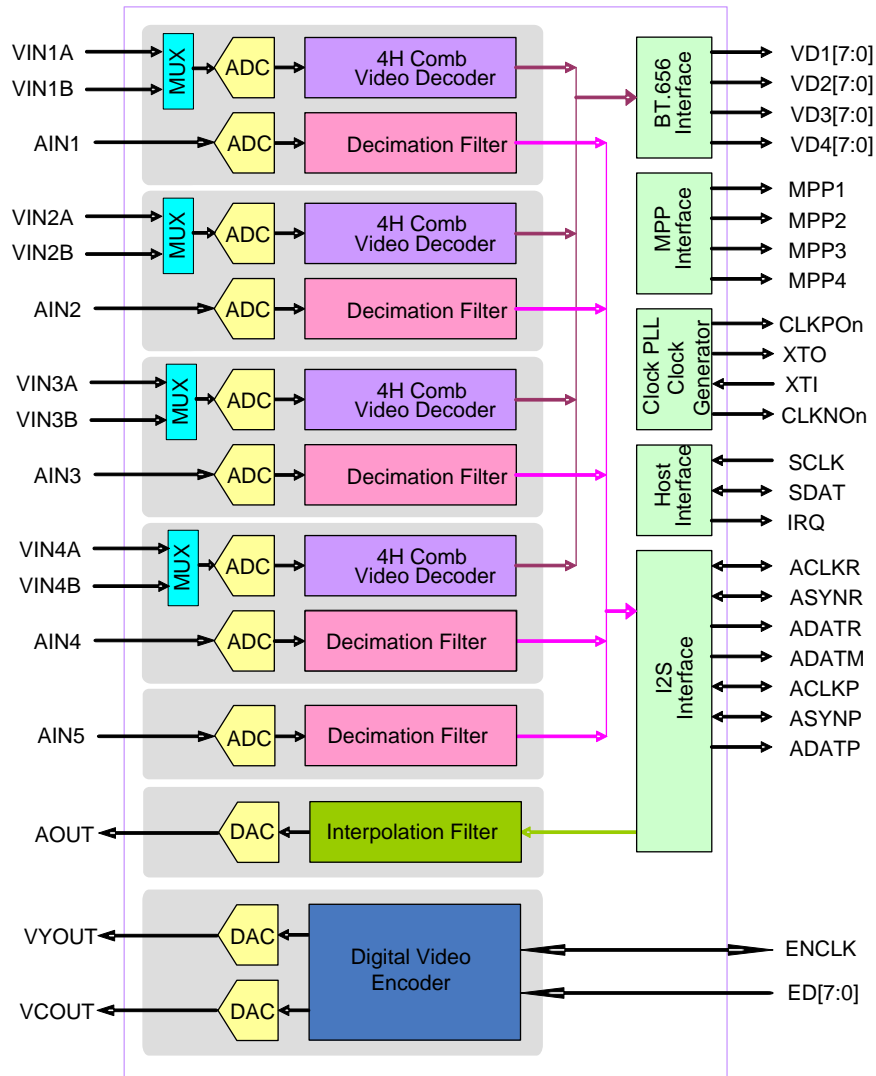 VIN1A
VIN1B
MUX
ADC
4H Comb
Video Decoder
AIN1
ADC
Decimation Filter
VIN2A
VIN2B
MUX
ADC
4H Comb
Video Decoder
AIN2
ADC
Decimation Filter
VIN3A
VIN3B
MUX
ADC
4H Comb
Video Decoder
AIN3
ADC
Decimation Filter
VIN4A
VIN4B
MUX
ADC
4H Comb
Video Decoder
AIN4
ADC
Decimation Filter
AIN5
ADC
Decimation Filter
AOUT
DAC
Interpolation Filter
VYOUT
DAC
VCOUT
DAC
Digital Video
Encoder
BT.656
Interface
VD1[7:0]
VD2[7:0]
VD3[7:0]
VD4[7:0]
MPP
Interface
MPP1
MPP2
MPP3
MPP4
Clock PLL
Clock
Generator
CLKPOn
XTO
XTI
CLKNOn
Host
Interface
SCLK
SDAT
IRQ
I2S
Interface
ACLKR
ASYNR
ADATR
ADATM
ACLKP
ASYNP
ADATP
ENCLK
ED[7:0]